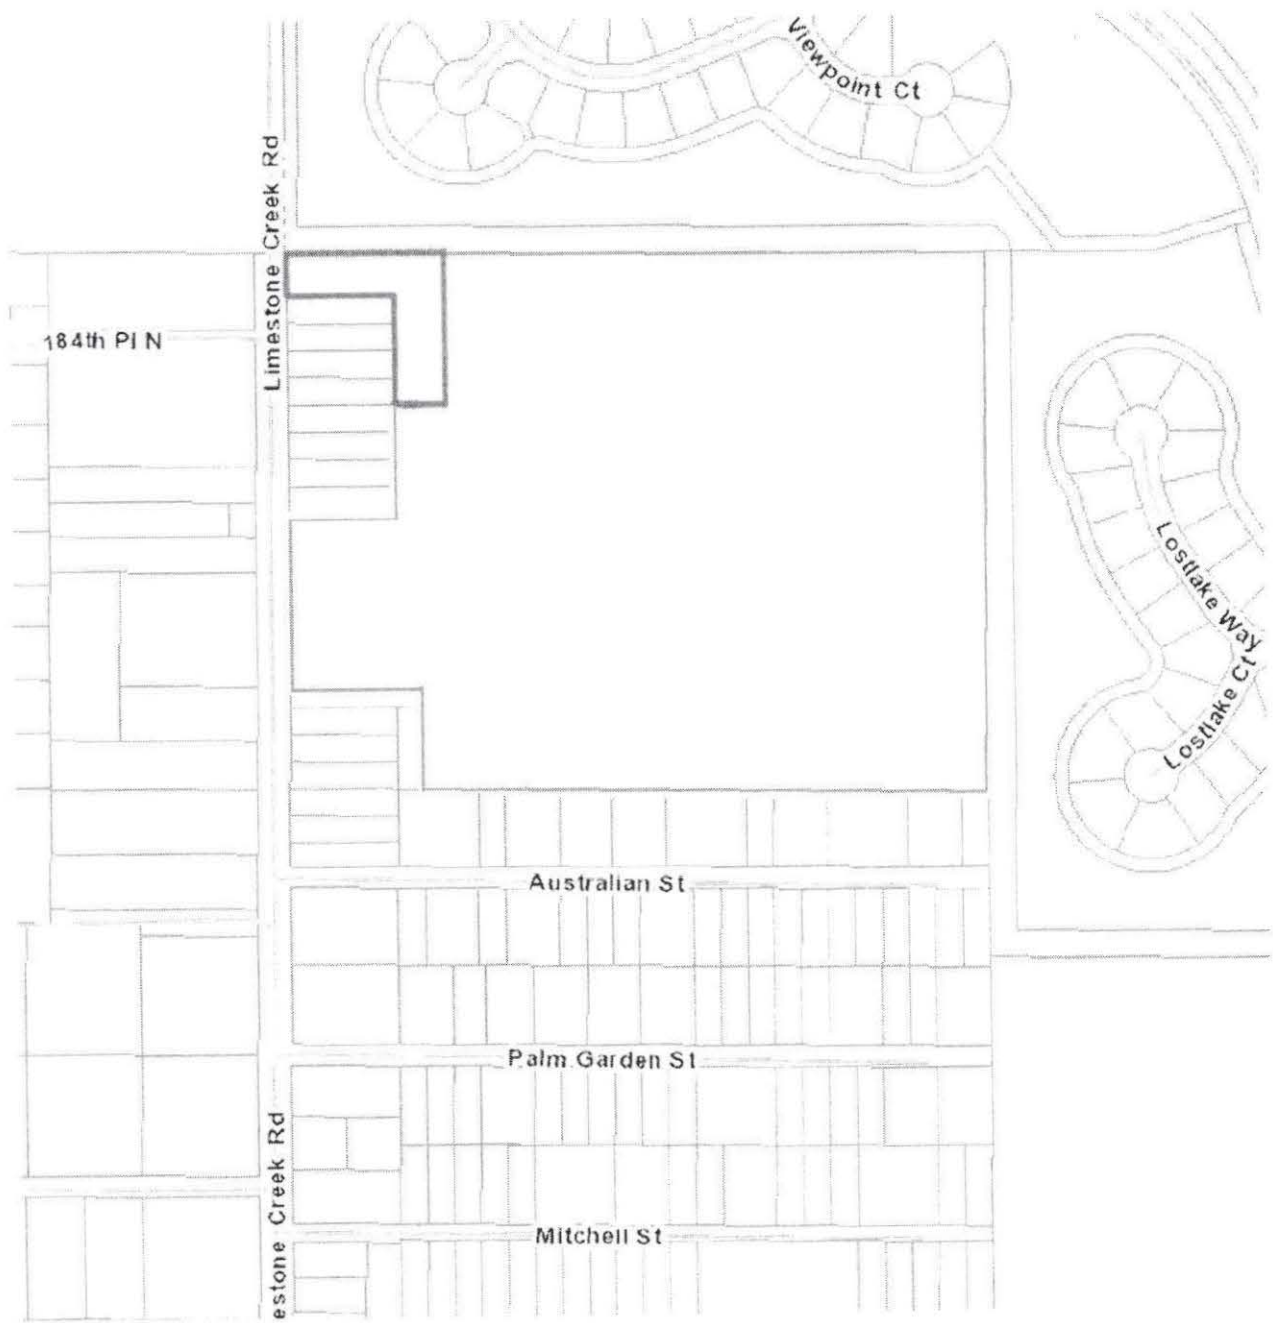 Viewpoint Ct
Limestone Creek Rd
184th Pl N
Lostlake Way
Lostlake Ct
Australian St
Palm Garden St
estone Creek Rd
Mitchell St